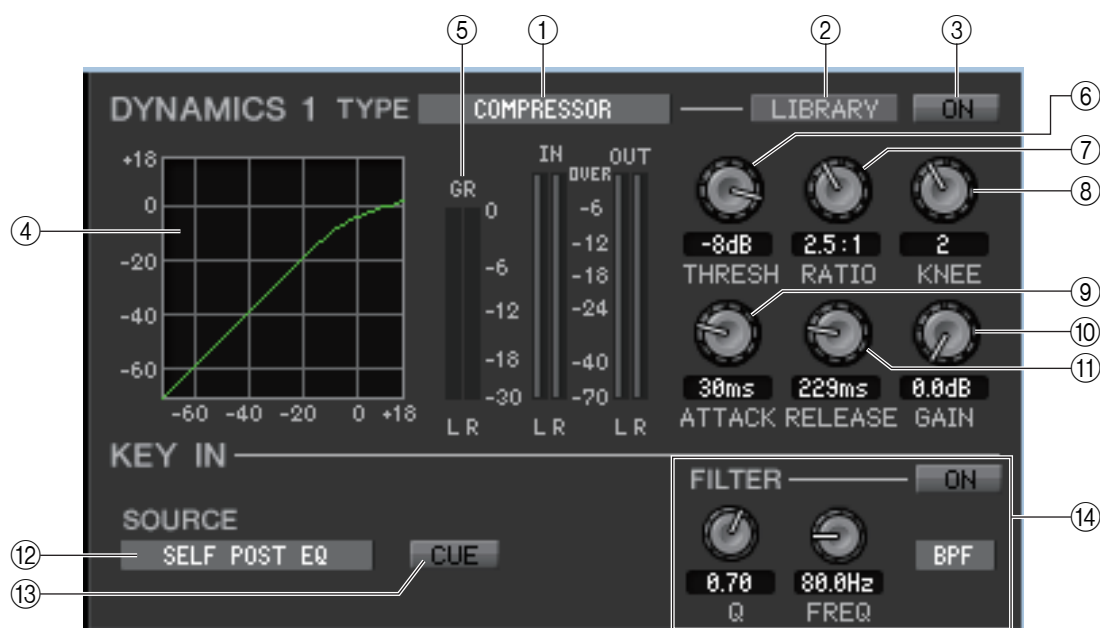 ⑤ ① ② ③
DYNAMICS 1 TYPE COMPRESSOR LIBRARY ON
⑥
⑦
⑧
④
+18
0
-20
-40
-60
-60 -40 -20 0 +18
GR
0
-6
-12
-18
-30
L R
IN OUT
OVER
-6
-12
-18
-24
-40
-70
L R L R
-8dB 2.5:1 2
THRESH RATIO KNEE
⑨
⑩
⑪
30ms 229ms 0.0dB
ATTACK RELEASE GAIN
KEY IN
SOURCE
⑫ SELF POST EQ CUE
⑬
FILTER ON
⑭
BPF
0.70 80.0Hz
Q FREQ